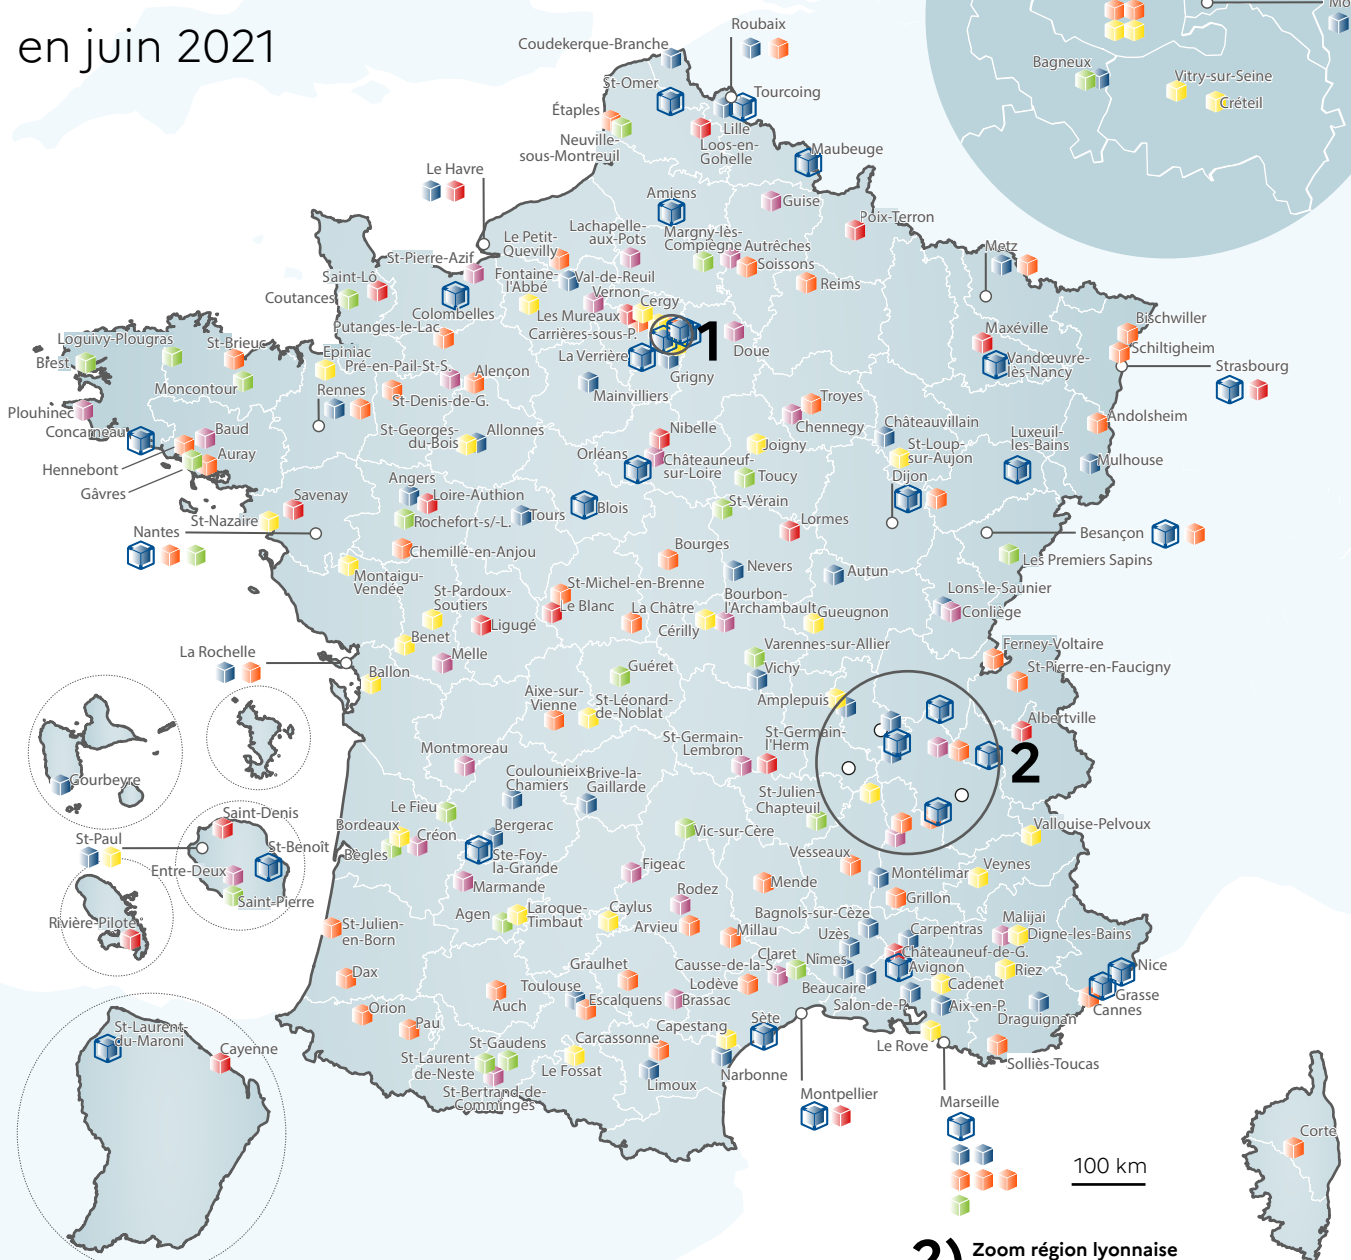 en juin 2021
Roubaix
Coudekerque-Branche
St-Omer
Tourcoing
Étaples
Lille
Neuville-
sous-Montreuil
Loos-en-
Gohelle
Maubeuge
Bagneux
Vitry-sur-Seine
Créteil
Mo
Le Havre
Amiens
Guise
Poix-Terron
Lachapelle-
aux-Pots
Margny-lès-
Compiègne
Autrêches
Soissons
Reims
Metz
Le Petit-
Quevilly
St-Pierre-Azif
Fontaine-
l'Abbé
Val-de-Reuil
Vernon
Cergy
Saint-Lô
Coutances
Colombelles
Les Mureaux
Carrières-sous-P.
1
Doue
Putanges-le-Lac
La Verrière
Grigny
Maxéville
Vandœuvre-
lès-Nancy
Bischwiller
Schiltigheim
Strasbourg
Loguivy-Plougras
St-Brieuc
Brest
Moncontour
Epiniac
Pré-en-Pail-St-S.
Alençon
Rennes
St-Denis-de-G.
Mainvilliers
Troyes
Chennegy
Châteauvillain
Andolsheim
Plouhinec
Concarneau
Baud
Auray
Hennebont
Gâvres
St-Georges-
du-Bois
Allonnes
Nibelle
Orléans
Châteauneuf-
sur-Loire
Joigny
Toucy
St-Loup-
sur-Aujon
Luxeuil-
les-Bains
Mulhouse
Dijon
Angers
Loire-Authion
Savenay
St-Nazaire
Rochefort-s/-L.
Tours
Blois
St-Vérain
Lormes
Nantes
Chemillé-en-Anjou
Bourges
Besançon
Les Premiers Sapins
Montaigu-
Vendée
St-Pardoux-
Soutiers
St-Michel-en-Brenne
Le Blanc
La Châtre
Nevers
Autun
Bourbon-
l'Archambault
Cérilly
Gueugnon
Lons-le-Saunier
Conliège
Ligugé
Benet
Melle
Ballon
La Rochelle
Guéret
Varennes-sur-Allier
Vichy
Amplepuis
Ferney-Voltaire
St-Pierre-en-Faucigny
Aixe-sur-
Vienne
St-Léonard-
de-Noblat
Albertville
2
Montmoreau
St-Germain-
Lembron
St-Germain-
l'Herm
Coulounieix-
Chamiers
Brive-la-
Gaillarde
St-Julien-
Chapteuil
Gourbeyre
Saint-Denis
St-Paul
St-Benoît
Entre-Deux
Saint-Pierre
Rivière-Pilote
Le Fieu
Bordeaux
Créon
Bègles
Bergerac
Ste-Foy-
la-Grande
Marmande
Vic-sur-Cère
Vallouise-Pelvoux
Vesseaux
Figeac
Montélimar
Veynes
Grillon
Mende
Rodez
Agen
Laroque-
Timbaut
Caylus
Arvieu
Millau
Bagnols-sur-Cèze
Uzès
Carpentras
Malijai
Digne-les-Bains
St-Julien-
en-Born
Châteauneuf-de-G.
Avignon
Claret
Nîmes
Causse-de-la-S.
Lodève
Beaucaire
Riez
Cadenet
Nice
Grasse
Cannes
Dax
Graulhet
Toulouse
Escalquens
Brassac
Salon-de-P.
Aix-en-P.
Draguignan
Auch
Orion
Pau
Capestang
Sète
Carcassonne
Le Rove
Solliès-Toucas
St-Laurent-
du-Maroni
Cayenne
St-Gaudens
St-Laurent-
de-Neste
Le Fossat
Limoux
Narbonne
St-Bertrand-de-
Comminges
Montpellier
Marseille
Corte
100 km
2) Zoom région lyonnaise